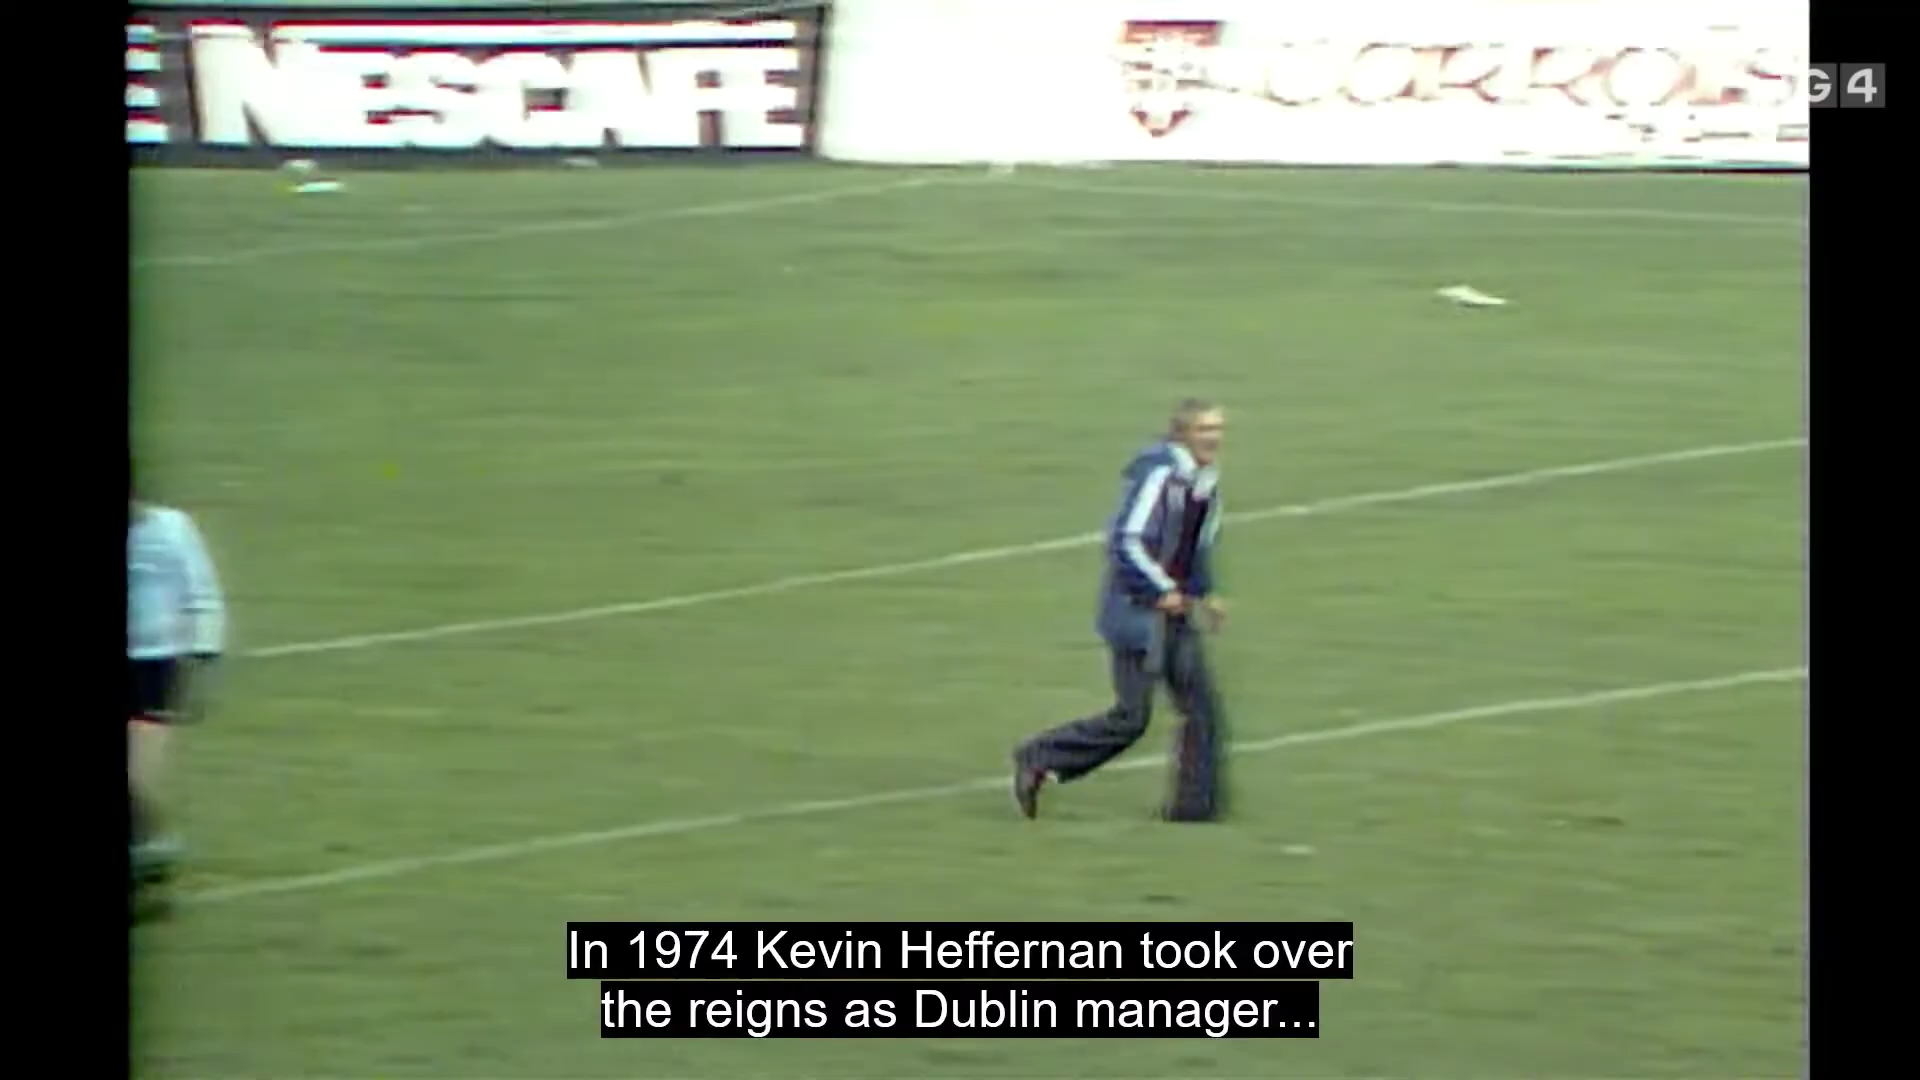 NESCAFE
G4
In 1974 Kevin Heffernan took over
the reigns as Dublin manager...